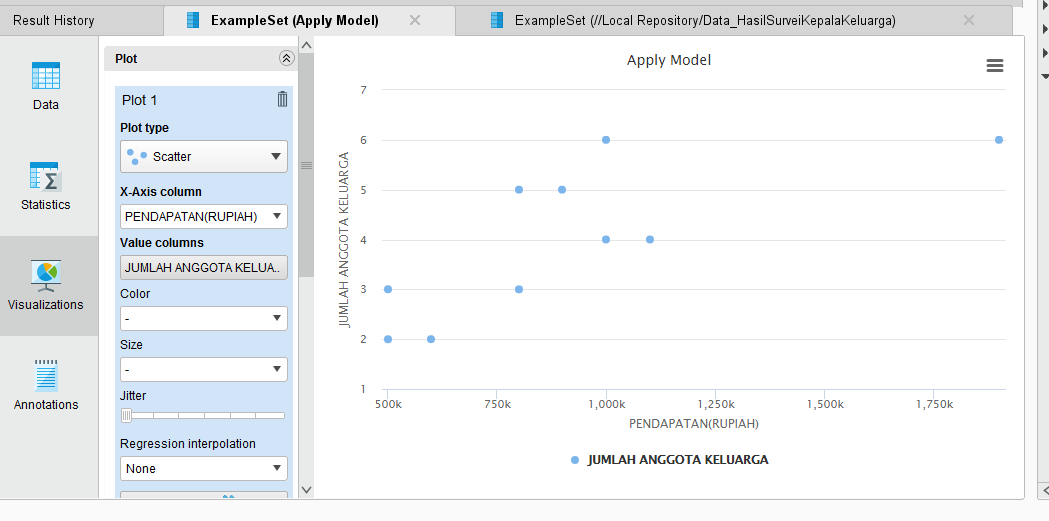 Result History
ExampleSet (Apply Model)
ExampleSet (//Local Repository/Data_HasilSurveiKepalaKeluarga)
Data
Statistics
Visualizations
Annotations
Plot
Plot 1
Plot type
Scatter
X-Axis column
PENDAPATAN(RUPIAH)
Value columns
JUMLAH ANGGOTA KELUA..
Color
-
Size
-
Jitter
Regression interpolation
None
Apply Model
JUMLAH ANGGOTA KELUARGA
7
6
5
4
3
2
1
500k 750k 1,000k 1,250k 1,500k 1,750k
PENDAPATAN(RUPIAH)
JUMLAH ANGGOTA KELUARGA